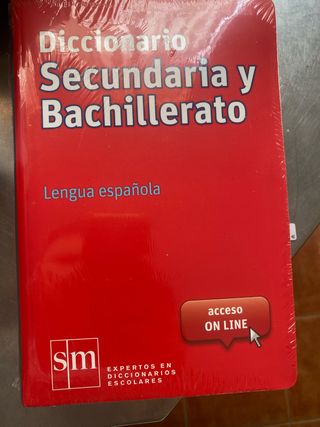 Diccionario
Secundaria y
Bachillerato
Lengua española
acceso
ON LINE
sm
EXPERTOS EN
DICCIONARIOS
ESCOLARES